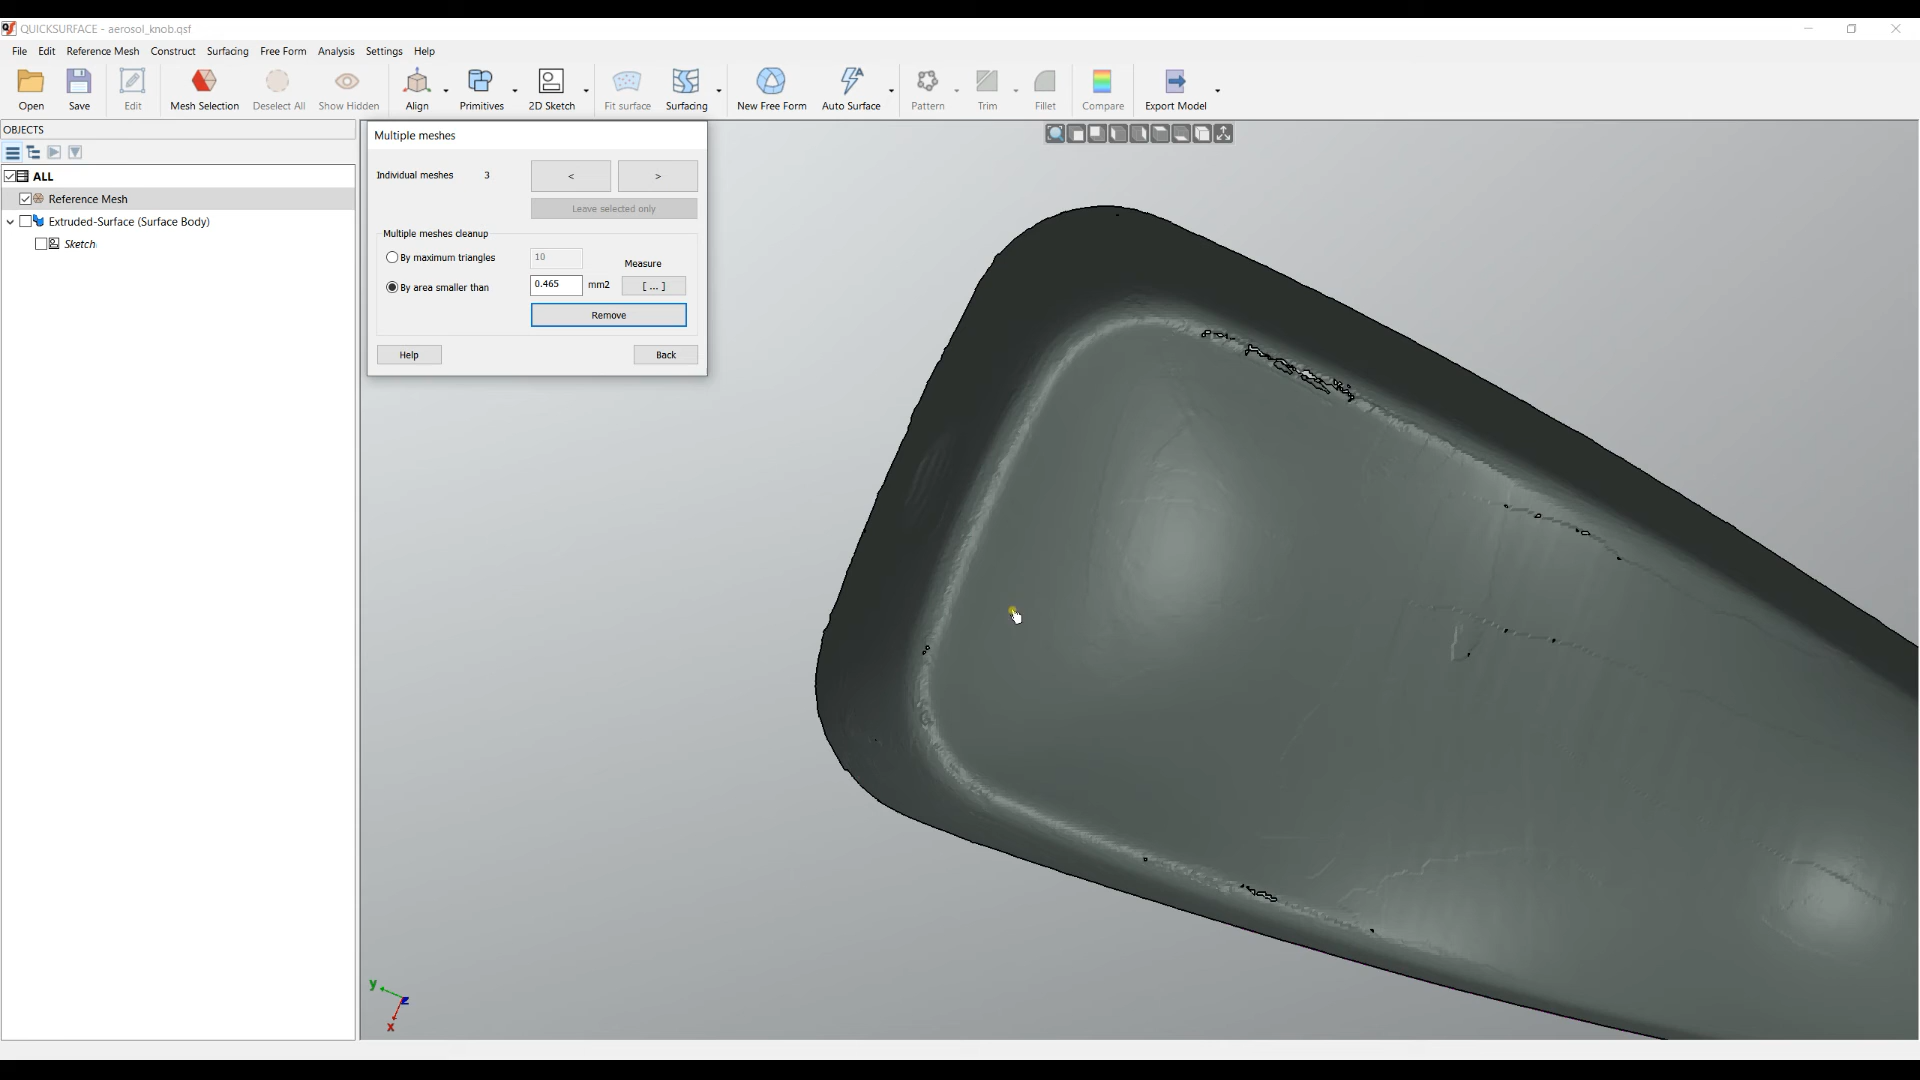 QUICKSURFACE - aerosol_knob.qsf
File Edit Reference Mesh Construct Surfacing Free Form Analysis Settings Help
Open Save Edit Mesh Selection Deselect All Show Hidden Align Primitives 2D Sketch Fit surface Surfacing New Free Form Auto Surface Pattern Trim Fillet Compare Export Model
OBJECTS
ALL
Reference Mesh
Extruded-Surface (Surface Body)
Sketch
Multiple meshes
Individual meshes 3 < >
Leave selected only
Multiple meshes cleanup
By maximum triangles 10
Measure
By area smaller than 0.465 mm2 [ ... ]
Remove
Help Back
y
z
x